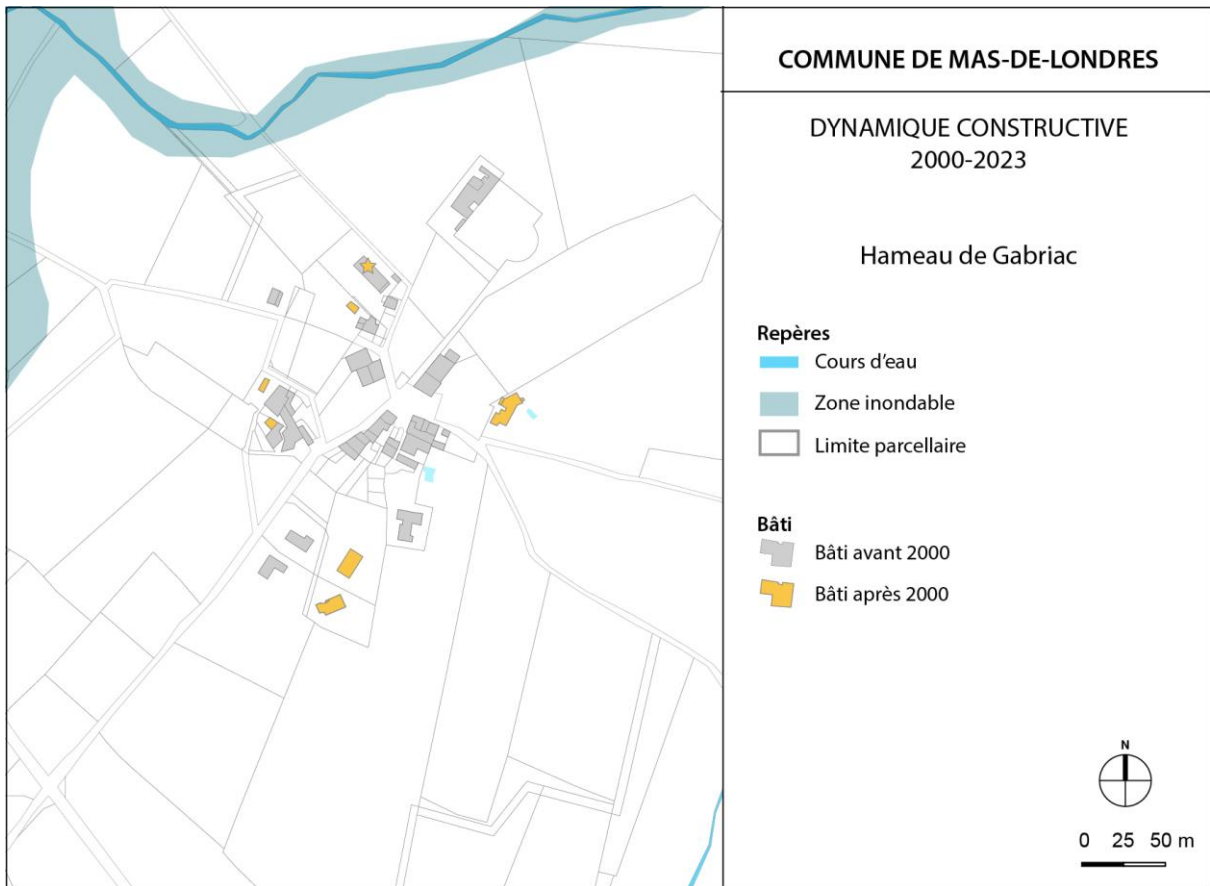 COMMUNE DE MAS-DE-LONDRES
DYNAMIQUE CONSTRUCTIVE
2000-2023
Hameau de Gabriac
Repères
Cours d'eau
Zone inondable
Limite parcellaire
Bâti
Bâti avant 2000
Bâti après 2000
N
0 25 50 m